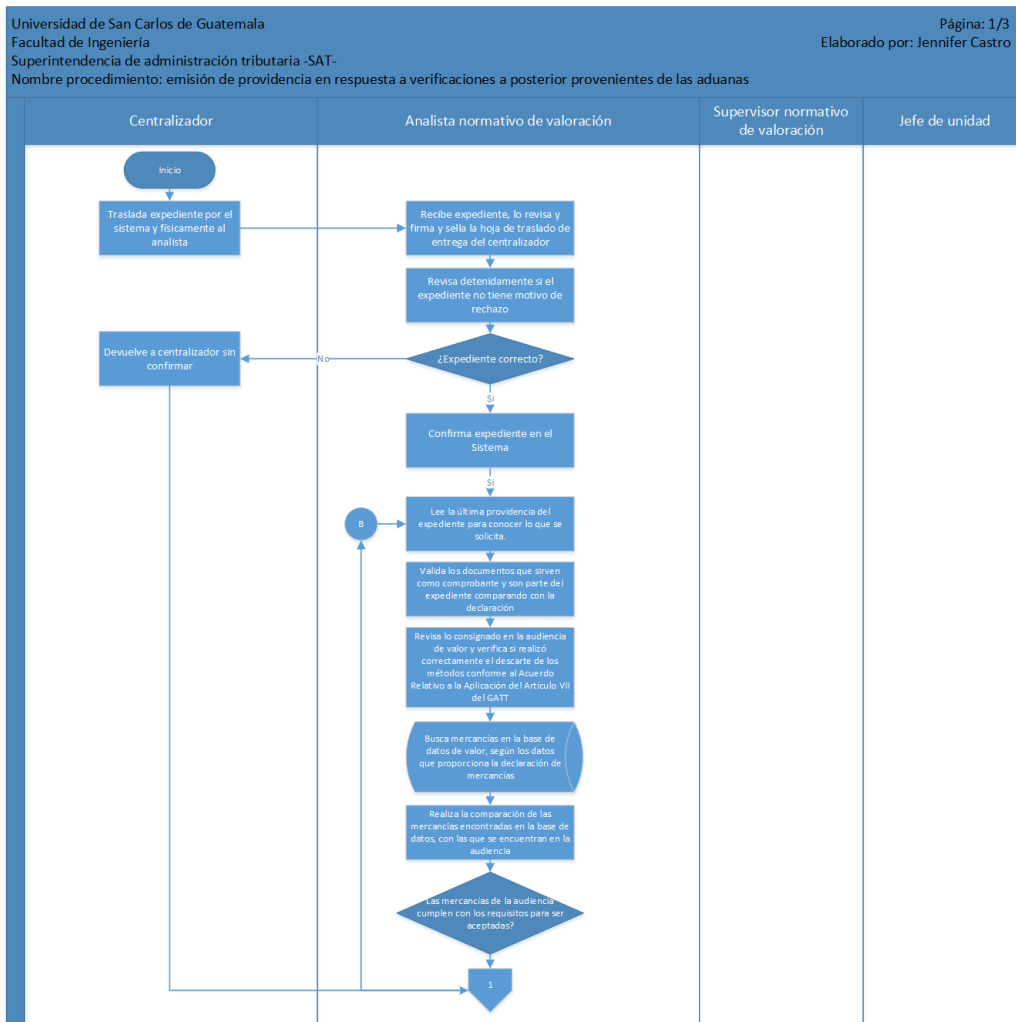 Universidad de San Carlos de Guatemala
Página: 1/3
Facultad de Ingeniería
Elaborado por: Jennifer Castro
Superintendencia de administración tributaria -SAT-
Nombre procedimiento: emisión de providencia en respuesta a verificaciones a posterior provenientes de las aduanas
Centralizador
Analista normativo de valoración
Supervisor normativo
de valoración
Jefe de unidad
Inicio
Traslada expediente por el
sistema y físicamente al
analista
Recibe expediente, lo revisa y
firma y sella la hoja de traslado de
entrega del centralizador
Revisa detenidamente si el
expediente no tiene motivo de
rechazo
¿Expediente correcto?
No
Devuelve a centralizador sin
confirmar
Si
Confirma expediente en el
Sistema
Si
B
Lee la última providencia del
expediente para conocer lo que se
solicita.
Valida los documentos que sirven
como comprobante y son parte del
expediente comparando con la
declaración
Revisa lo consignado en la audiencia
de valor y verifica si realizó
correctamente el descarte de los
métodos conforme al Acuerdo
Relativo a la Aplicación del Artículo VII
del GATT
Busca mercancías en la base de
datos de valor, según los datos
que proporciona la declaración de
mercancías
Realiza la comparación de las
mercancías encontradas en la base de
datos, con las que se encuentran en la
audiencia
Las mercancías de la audiencia
cumplen con los requisitos para ser
aceptadas?
1